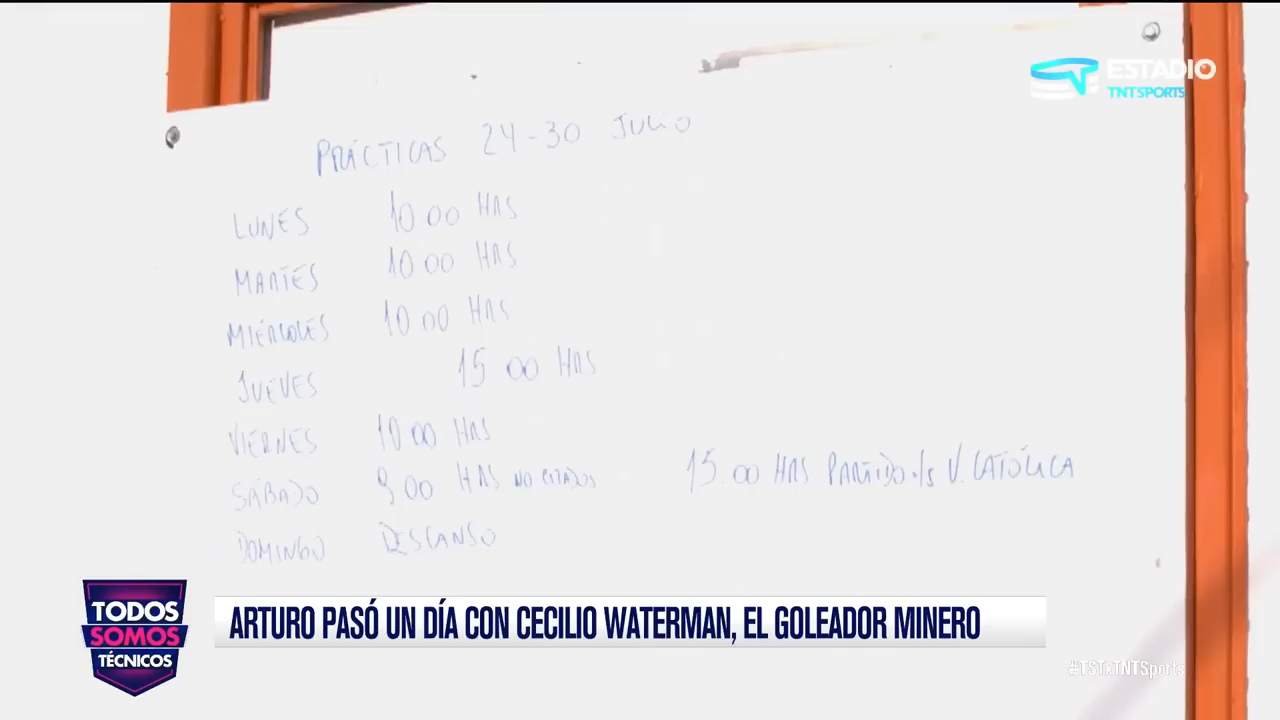 ESTADIO
TNT SPORTS
PRÁCTICAS 24-30 JULIO
LUNES 10 00 HRS
MARTES 10 00 HRS
MIÉRCOLES 10 00 HRS
JUEVES 15 00 HRS
VIERNES 10 00 HRS
SÁBADO 9 00 HRS NO CITADOS 15.00 HRS PARTIDO v/s V. CATÓLICA
DOMINGO DESCANSO
TODOS
SOMOS
TÉCNICOS
ARTURO PASÓ UN DÍA CON CECILIO WATERMAN, EL GOLEADOR MINERO
#TSTxTNTSports